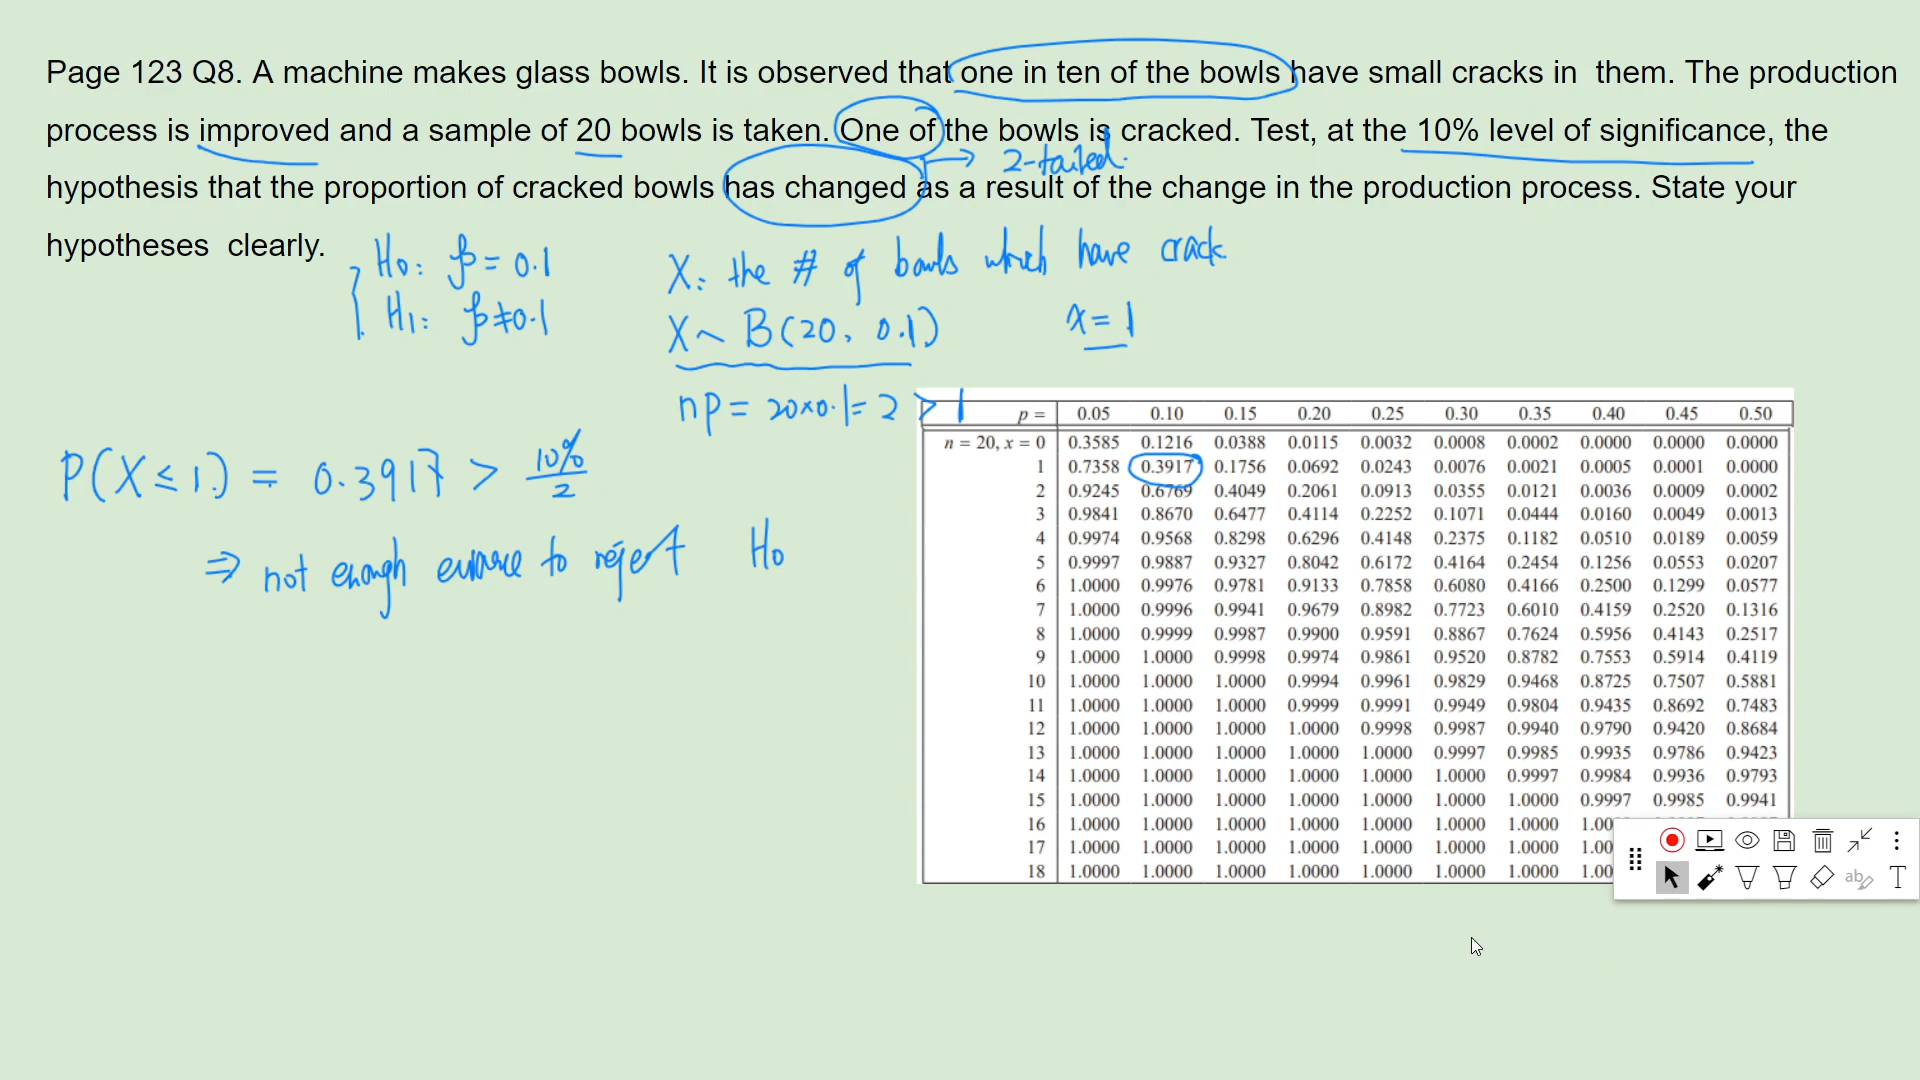 Page 123 Q8. A machine makes glass bowls. It is observed that one in ten of the bowls have small cracks in them. The production
process is improved and a sample of 20 bowls is taken. One of the bowls is cracked. Test, at the 10% level of significance, the
→ 2-tailed.
hypothesis that the proportion of cracked bowls has changed as a result of the change in the production process. State your
hypotheses clearly.
H₀: p = 0.1
H₁: p ≠ 0.1
X: the # of bowls which have crack
X ~ B(20, 0.1)
x = 1
np = 20×0.1 = 2 > 1
P(X ≤ 1) = 0.3917 > 10%/2
⇒ not enough evidence to reject H₀
p = 0.05 0.10 0.15 0.20 0.25 0.30 0.35 0.40 0.45 0.50
n = 20, x = 0 0.3585 0.1216 0.0388 0.0115 0.0032 0.0008 0.0002 0.0000 0.0000 0.0000
1 0.7358 0.3917 0.1756 0.0692 0.0243 0.0076 0.0021 0.0005 0.0001 0.0000
2 0.9245 0.6769 0.4049 0.2061 0.0913 0.0355 0.0121 0.0036 0.0009 0.0002
3 0.9841 0.8670 0.6477 0.4114 0.2252 0.1071 0.0444 0.0160 0.0049 0.0013
4 0.9974 0.9568 0.8298 0.6296 0.4148 0.2375 0.1182 0.0510 0.0189 0.0059
5 0.9997 0.9887 0.9327 0.8042 0.6172 0.4164 0.2454 0.1256 0.0553 0.0207
6 1.0000 0.9976 0.9781 0.9133 0.7858 0.6080 0.4166 0.2500 0.1299 0.0577
7 1.0000 0.9996 0.9941 0.9679 0.8982 0.7723 0.6010 0.4159 0.2520 0.1316
8 1.0000 0.9999 0.9987 0.9900 0.9591 0.8867 0.7624 0.5956 0.4143 0.2517
9 1.0000 1.0000 0.9998 0.9974 0.9861 0.9520 0.8782 0.7553 0.5914 0.4119
10 1.0000 1.0000 1.0000 0.9994 0.9961 0.9829 0.9468 0.8725 0.7507 0.5881
11 1.0000 1.0000 1.0000 0.9999 0.9991 0.9949 0.9804 0.9435 0.8692 0.7483
12 1.0000 1.0000 1.0000 1.0000 0.9998 0.9987 0.9940 0.9790 0.9420 0.8684
13 1.0000 1.0000 1.0000 1.0000 1.0000 0.9997 0.9985 0.9935 0.9786 0.9423
14 1.0000 1.0000 1.0000 1.0000 1.0000 1.0000 0.9997 0.9984 0.9936 0.9793
15 1.0000 1.0000 1.0000 1.0000 1.0000 1.0000 1.0000 0.9997 0.9985 0.9941
16 1.0000 1.0000 1.0000 1.0000 1.0000 1.0000 1.0000 1.00
17 1.0000 1.0000 1.0000 1.0000 1.0000 1.0000 1.0000 1.00
18 1.0000 1.0000 1.0000 1.0000 1.0000 1.0000 1.0000 1.00
ab
T